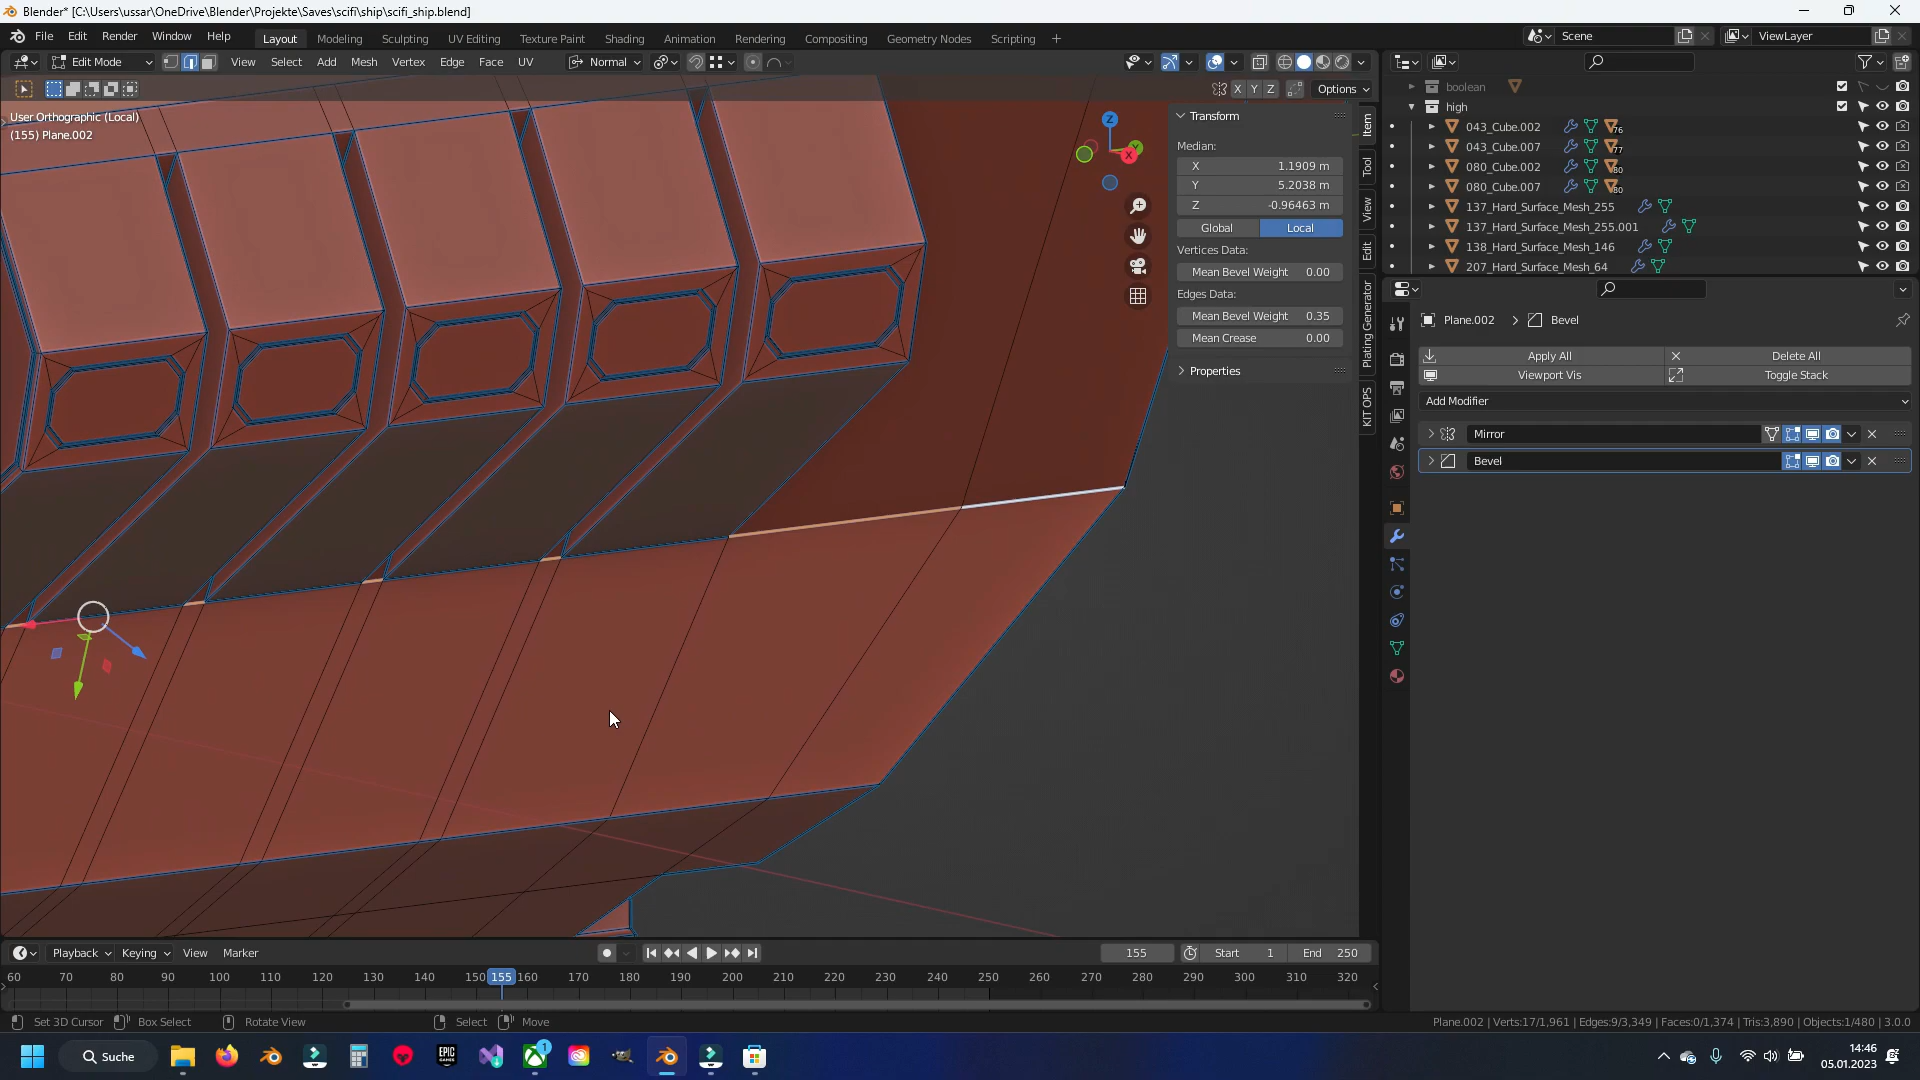 Blender* [C:\Users\ussar\OneDrive\Blender\Projekte\Saves\scifi\ship\scifi_ship.blend]
File Edit Render Window Help Layout Modeling Sculpting UV Editing Texture Paint Shading Animation Rendering Compositing Geometry Nodes Scripting + Scene ViewLayer
Edit Mode View Select Add Mesh Vertex Edge Face UV Normal
X Y Z Options
User Orthographic (Local)
(155) Plane.002
Z
Y
X
Transform
Median:
X 1.1909 m
Y 5.2038 m
Z -0.96463 m
Global Local
Vertices Data:
Mean Bevel Weight 0.00
Edges Data:
Mean Bevel Weight 0.35
Mean Crease 0.00
Properties
Item
Tool
View
Edit
Plating Generator
KIT OPS
boolean
high
043_Cube.002 76
043_Cube.007 77
080_Cube.002 80
080_Cube.007 80
137_Hard_Surface_Mesh_255
137_Hard_Surface_Mesh_255.001
138_Hard_Surface_Mesh_146
207_Hard_Surface_Mesh_64
Plane.002 > Bevel
Apply All Delete All
Viewport Vis Toggle Stack
Add Modifier
Mirror
Bevel
Playback Keying View Marker 155 Start 1 End 250
60 70 80 90 100 110 120 130 140 150 155 160 170 180 190 200 210 220 230 240 250 260 270 280 290 300 310 320
Set 3D Cursor Box Select Rotate View Select Move Plane.002 | Verts:17/1,961 | Edges:9/3,349 | Faces:0/1,374 | Tris:3,890 | Objects:1/480 | 3.0.0
Suche EPIC GAMES 1 14:46
05.01.2023